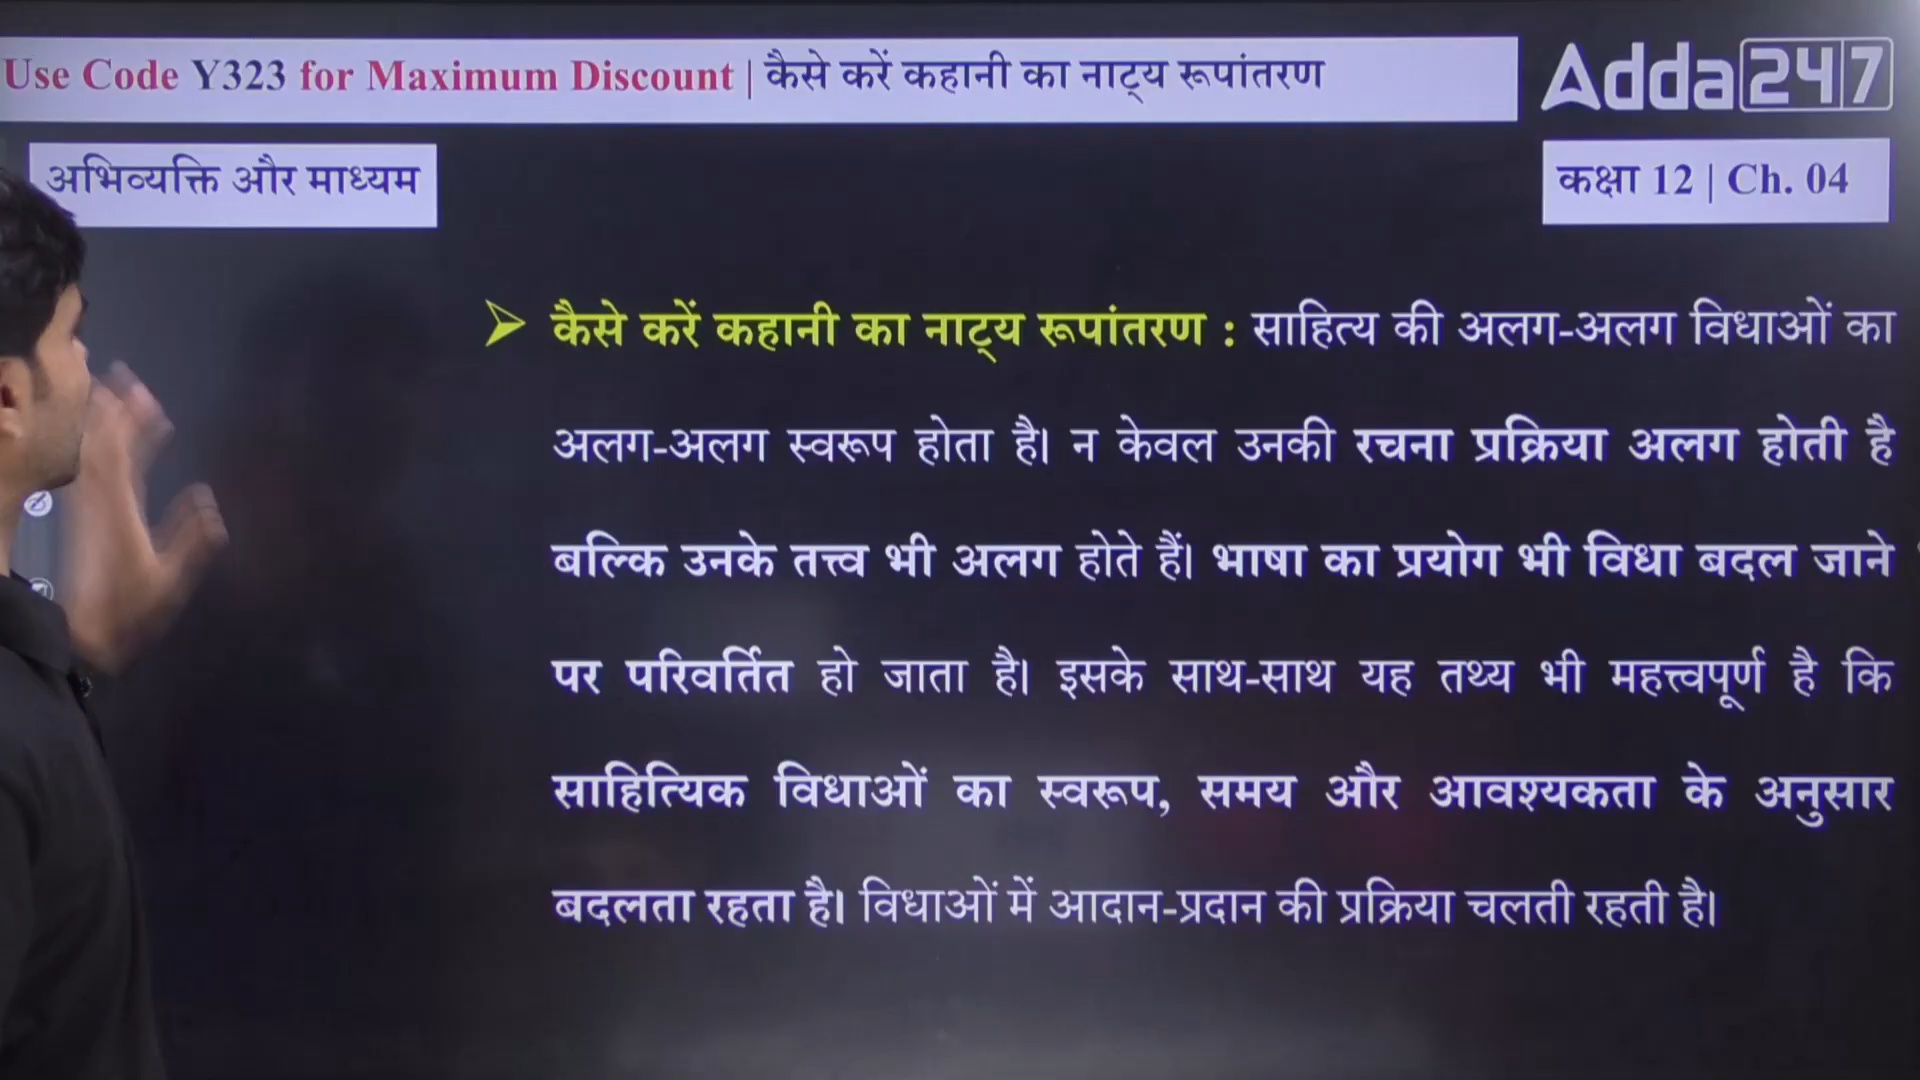 Use Code Y323 for Maximum Discount | कैसे करें कहानी का नाट्य रूपांतरण
Adda247
अभिव्यक्ति और माध्यम
कक्षा 12 | Ch. 04
➢ कैसे करें कहानी का नाट्य रूपांतरण : साहित्य की अलग-अलग विधाओं का
अलग-अलग स्वरूप होता है। न केवल उनकी रचना प्रक्रिया अलग होती है
बल्कि उनके तत्त्व भी अलग होते हैं। भाषा का प्रयोग भी विधा बदल जाने
पर परिवर्तित हो जाता है। इसके साथ-साथ यह तथ्य भी महत्त्वपूर्ण है कि
साहित्यिक विधाओं का स्वरूप, समय और आवश्यकता के अनुसार
बदलता रहता है। विधाओं में आदान-प्रदान की प्रक्रिया चलती रहती है।